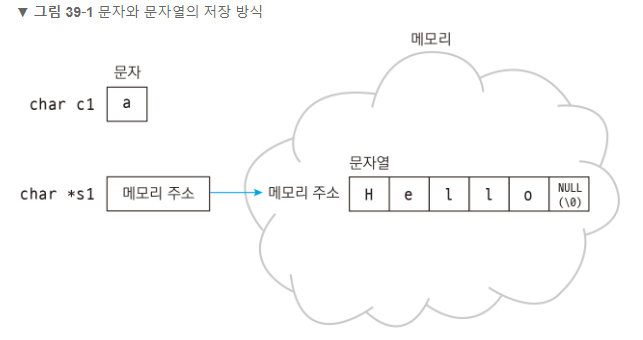 ▼ 그림 39-1 문자와 문자열의 저장 방식
메모리
문자
char c1 a
문자열
char *s1 메모리 주소 메모리 주소 H e l l o NULL
(\0)